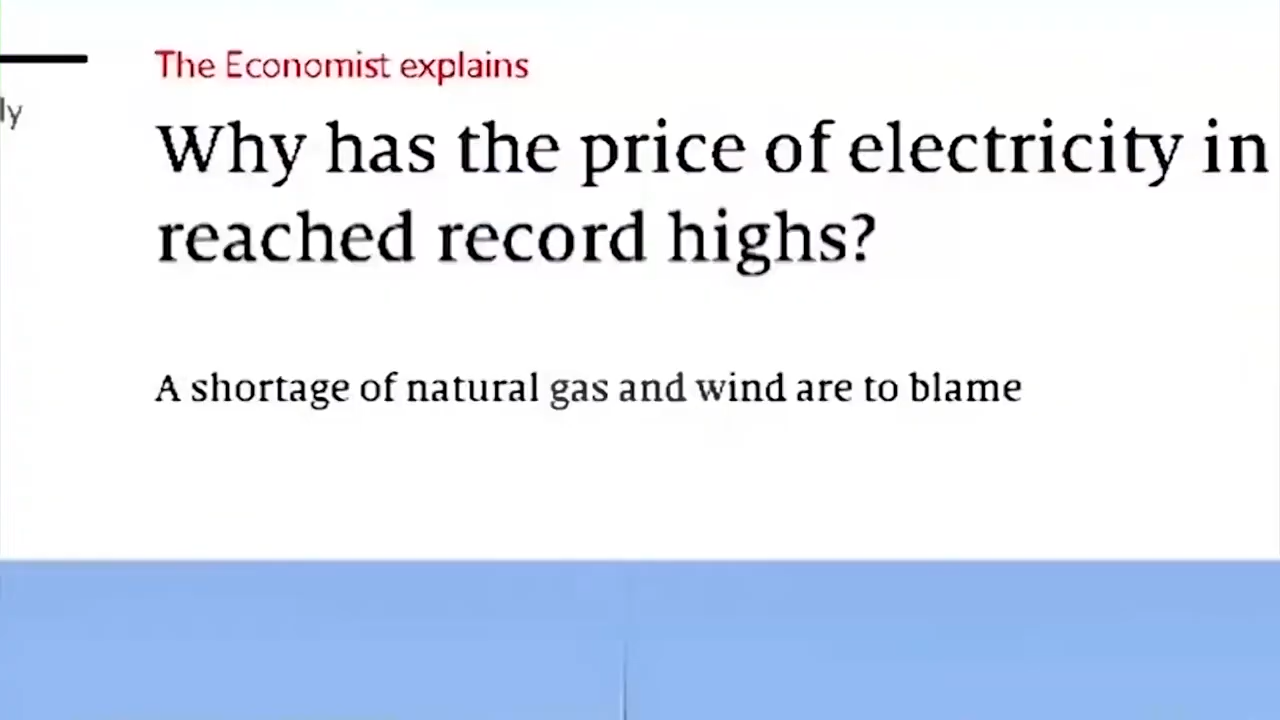 The Economist explains
ly
Why has the price of electricity in
reached record highs?
A shortage of natural gas and wind are to blame